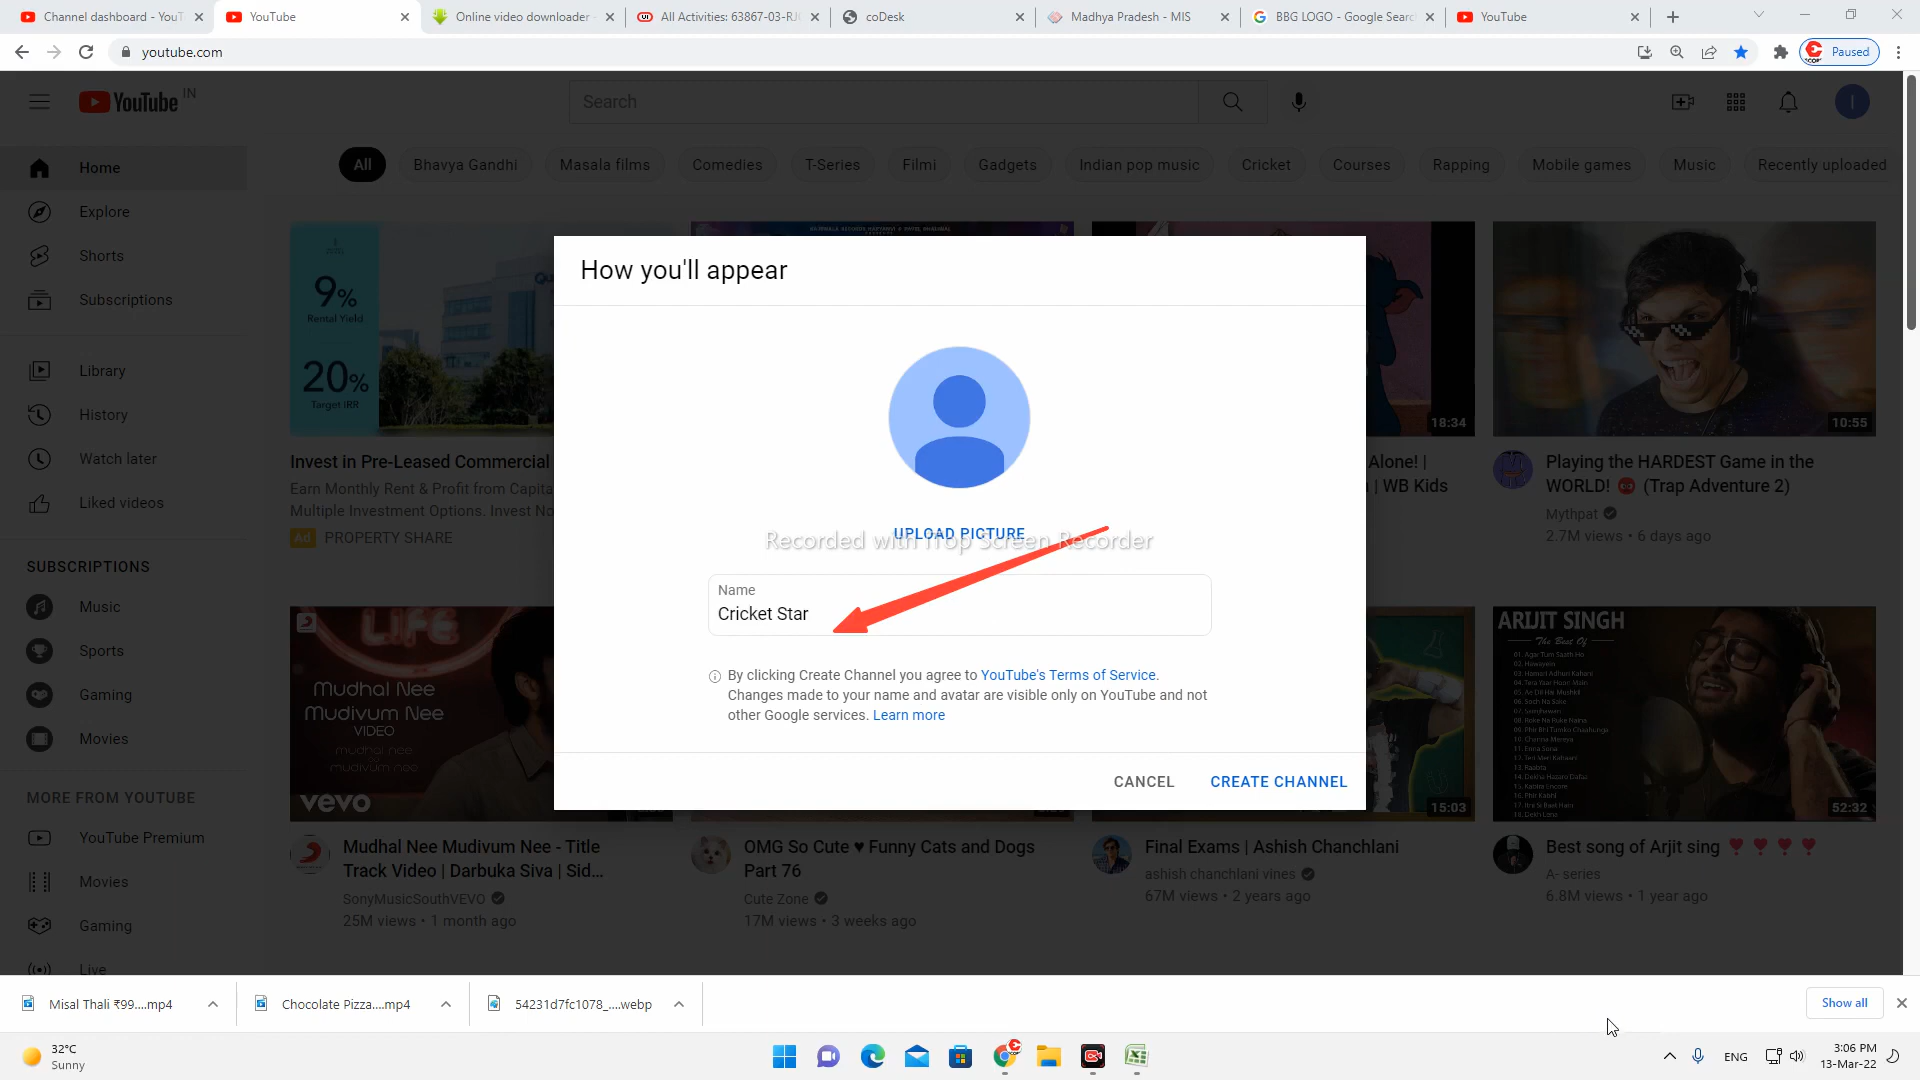 Channel dashboard - YouT
YouTube
Online video downloader
All Activities: 63867-03-RJ
coDesk
Madhya Pradesh - MIS
BBG LOGO - Google Searc
YouTube
youtube.com
Paused
YouTube IN
Search
I
Home
Explore
Shorts
Subscriptions
Library
History
Watch later
Liked videos
SUBSCRIPTIONS
Music
Sports
Gaming
Movies
MORE FROM YOUTUBE
YouTube Premium
Movies
Gaming
Live
All
Bhavya Gandhi
Masala films
Comedies
T-Series
Filmi
Gadgets
Indian pop music
Cricket
Courses
Rapping
Mobile games
Music
Recently uploaded
9%
Rental Yield
20%
Target IRR
Invest in Pre-Leased Commercial
Earn Monthly Rent & Profit from Capita
Multiple Investment Options. Invest No
Ad PROPERTY SHARE
18:34
Alone! |
| WB Kids
10:55
Playing the HARDEST Game in the
WORLD! 😡 (Trap Adventure 2)
Mythpat
2.7M views • 6 days ago
How you'll appear
UPLOAD PICTURE
Recorded with iTop Screen Recorder
Name
Cricket Star
By clicking Create Channel you agree to YouTube's Terms of Service.
Changes made to your name and avatar are visible only on YouTube and not
other Google services. Learn more
CANCEL
CREATE CHANNEL
LIFE
Mudhal Nee
Mudivum Nee
VIDEO
mudhal nee
mudivum nee
vevo
Mudhal Nee Mudivum Nee - Title
Track Video | Darbuka Siva | Sid...
SonyMusicSouthVEVO
25M views • 1 month ago
OMG So Cute ♥ Funny Cats and Dogs
Part 76
Cute Zone
17M views • 3 weeks ago
15:03
Final Exams | Ashish Chanchlani
ashish chanchlani vines
67M views • 2 years ago
ARIJIT SINGH
The Best Of
52:32
Best song of Arjit sing ❣ ❣ ❣ ❣
A- series
6.8M views • 1 year ago
Misal Thali ₹99....mp4
Chocolate Pizza....mp4
54231d7fc1078_....webp
Show all
32°C
Sunny
ENG
3:06 PM
13-Mar-22